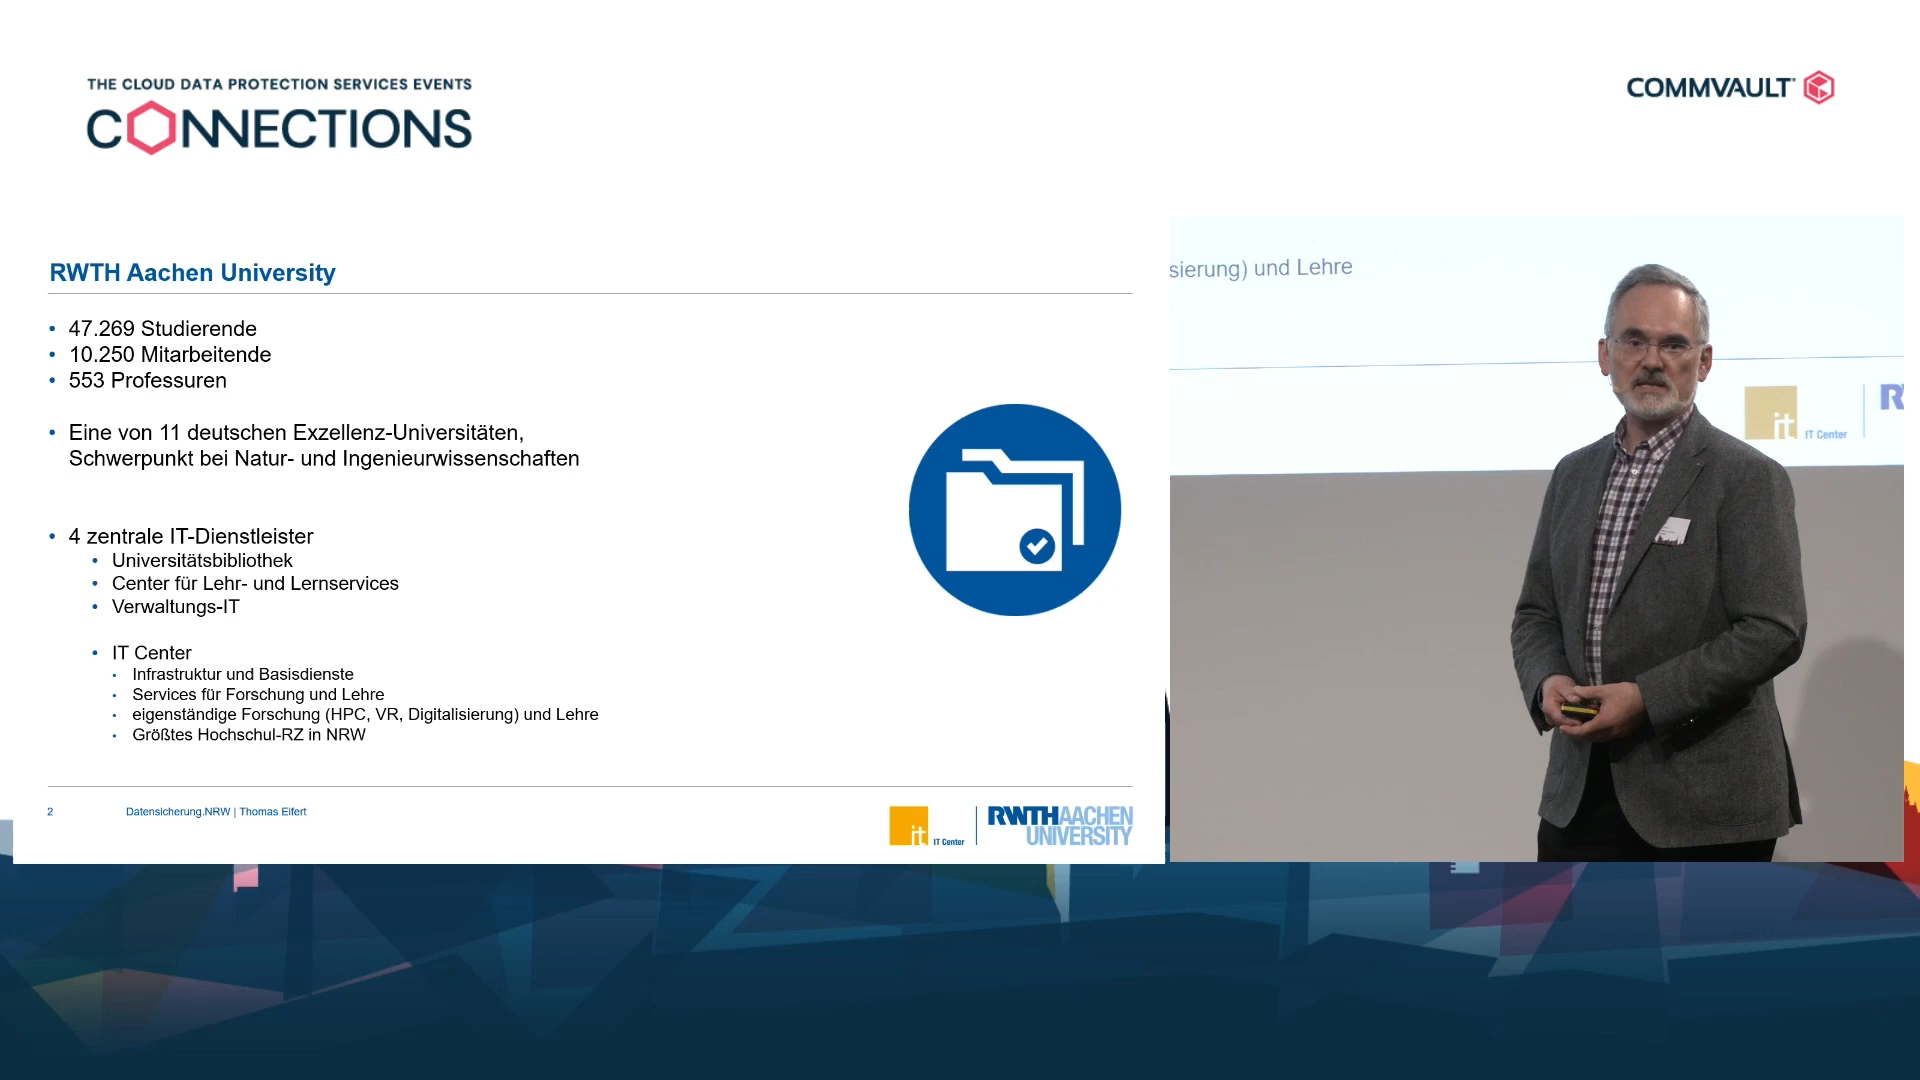 THE CLOUD DATA PROTECTION SERVICES EVENTS
CONNECTIONS
COMMVAULT
RWTH Aachen University
• 47.269 Studierende
• 10.250 Mitarbeitende
• 553 Professuren
• Eine von 11 deutschen Exzellenz-Universitäten,
Schwerpunkt bei Natur- und Ingenieurwissenschaften
• 4 zentrale IT-Dienstleister
• Universitätsbibliothek
• Center für Lehr- und Lernservices
• Verwaltungs-IT
• IT Center
• Infrastruktur und Basisdienste
• Services für Forschung und Lehre
• eigenständige Forschung (HPC, VR, Digitalisierung) und Lehre
• Größtes Hochschul-RZ in NRW
2 Datensicherung.NRW | Thomas Eifert
it IT Center
RWTHAACHEN
UNIVERSITY
sierung) und Lehre
it IT Center
R